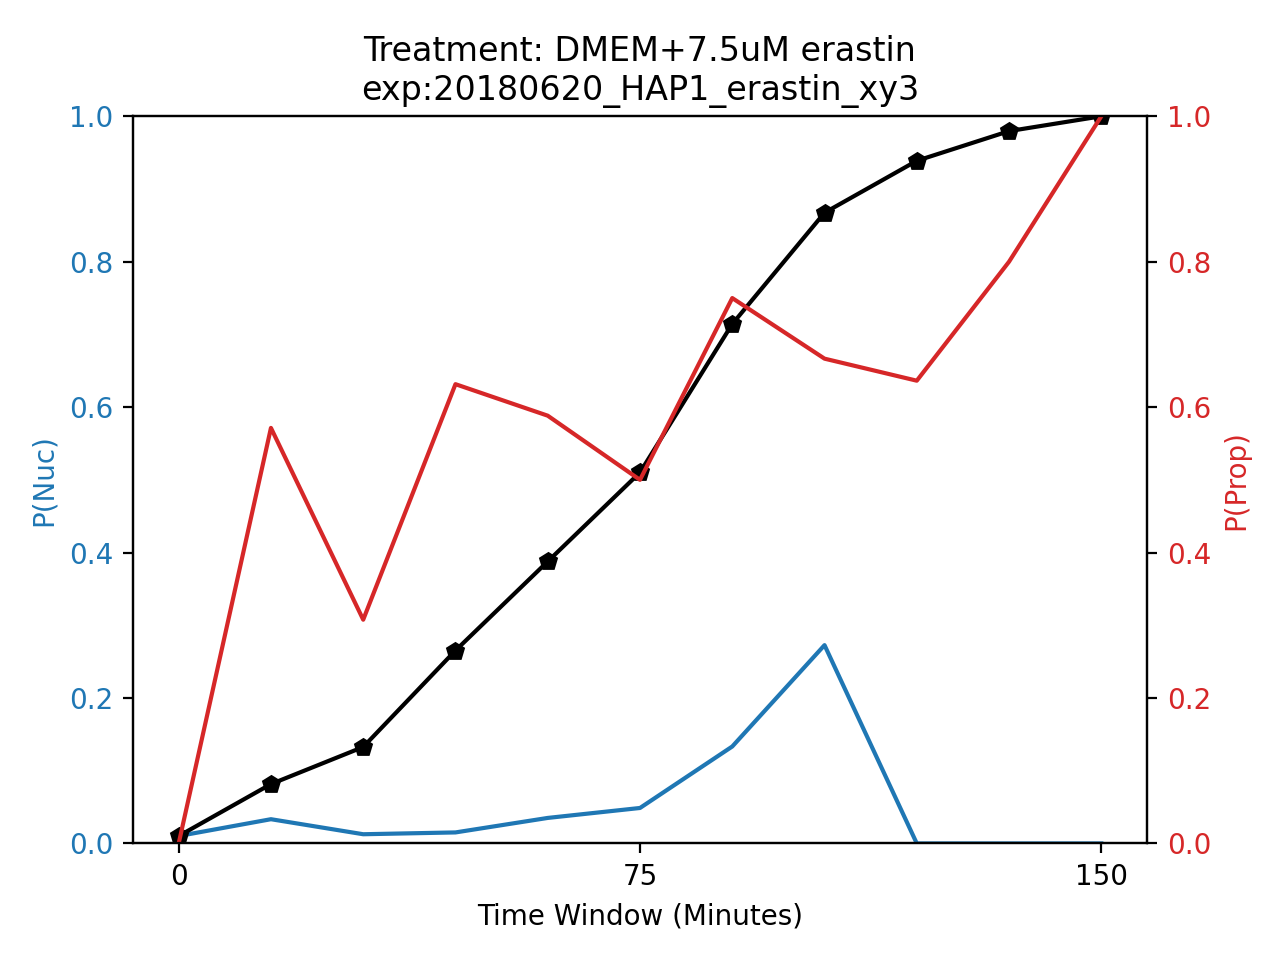 Treatment: DMEM+7.5uM erastin
exp:20180620_HAP1_erastin_xy3
1.0
0.8
0.6
0.4
0.2
0.0
P(Nuc)
1.0
0.8
0.6
0.4
0.2
0.0
P(Prop)
0 75 150
Time Window (Minutes)